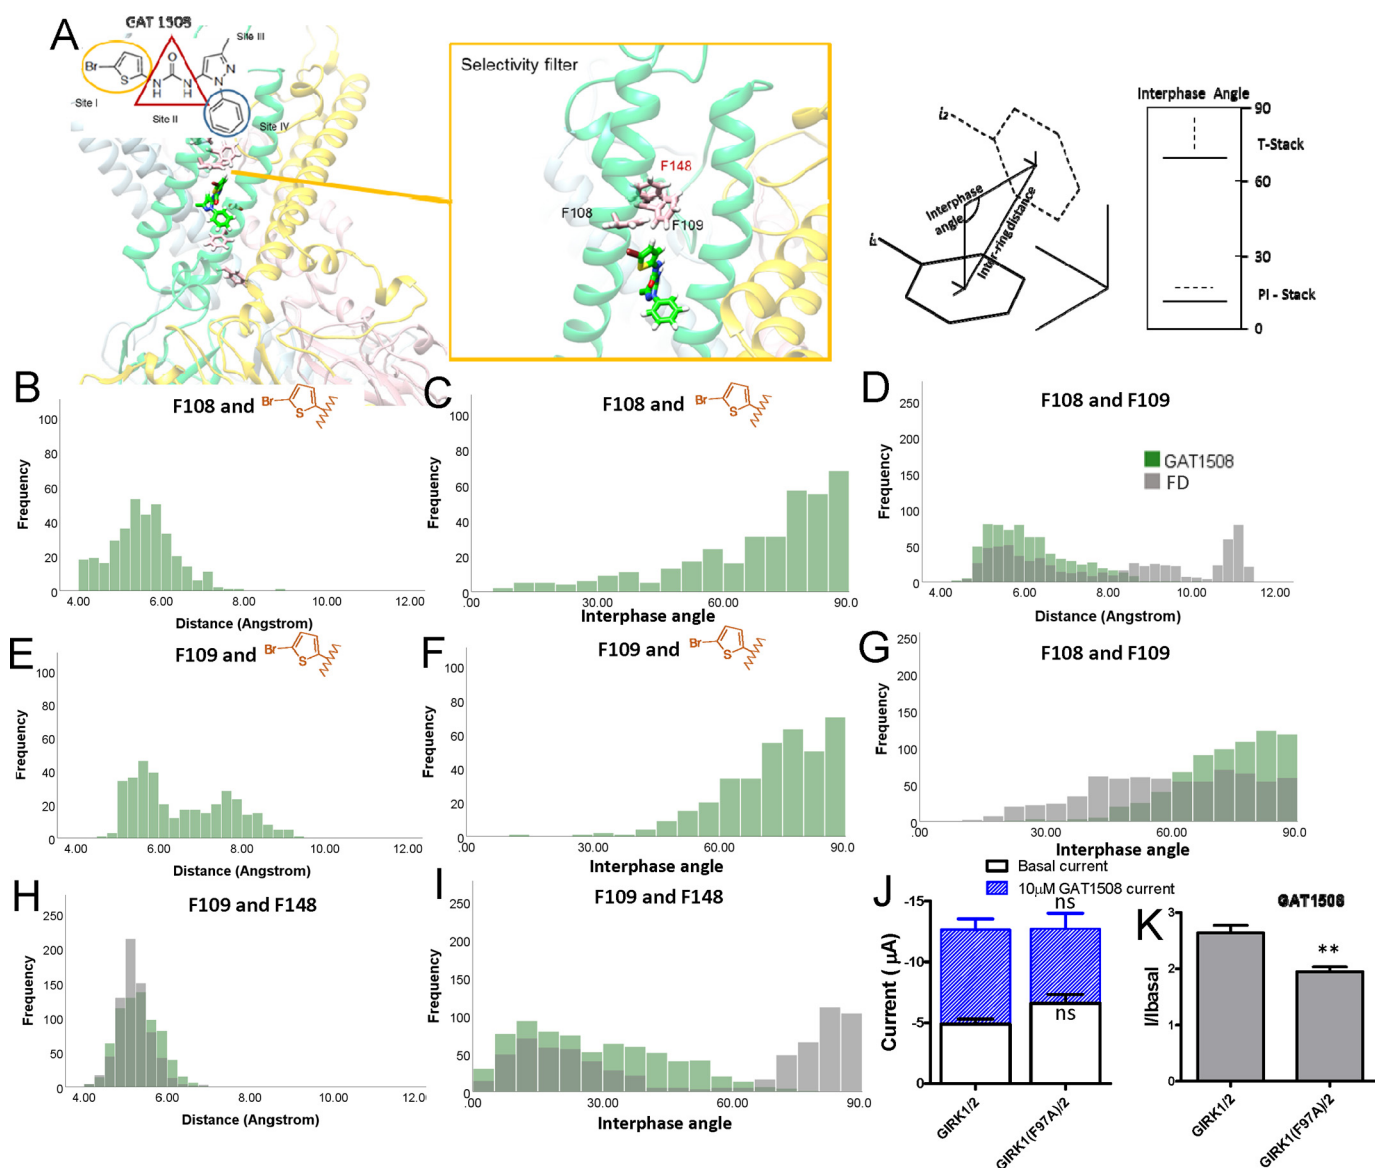 A
GAT 1508
Site III
Br
S
O
NH
NH
N
N
Site I
Site II
Site IV
Selectivity filter
F148
F108
F109
i₂
i₁
Interphase angle
Inter-ring distance
Interphase Angle
90
T-Stack
60
30
PI - Stack
0
B
F108 and
Br
S
Frequency
100
80
60
40
20
0
4.00 6.00 8.00 10.00 12.00
Distance (Angstrom)
C
F108 and
Br
S
Frequency
100
80
60
40
20
0
.00 30.00 60.00 90.0
Interphase angle
D
F108 and F109
GAT1508
FD
Frequency
250
200
150
100
50
0
4.00 6.00 8.00 10.00 12.00
Distance (Angstrom)
E
F109 and
Br
S
Frequency
100
80
60
40
20
0
4.00 6.00 8.00 10.00 12.00
Distance (Angstrom)
F
F109 and
Br
S
Frequency
100
80
60
40
20
0
.00 60.00 90.0
Interphase angle
G
F108 and F109
Frequency
250
200
150
100
50
0
.00 30.00 60.00 90.0
Interphase angle
H
F109 and F148
Frequency
250
200
150
100
50
0
4.00 6.00 8.00 10.00 12.0
Distance (Angstrom)
I
F109 and F148
Frequency
250
200
150
100
50
0
.00 30.00 60.00 90.0
Interphase angle
J
Basal current
10μM GAT1508 current
Current ( μA)
-15
-10
-5
0
ns
ns
GIRK1/2
GIRK1(F97A)/2
K
GAT1508
I/Ibasal
3
2
1
0
**
GIRK1/2
GIRK1(F97A)/2